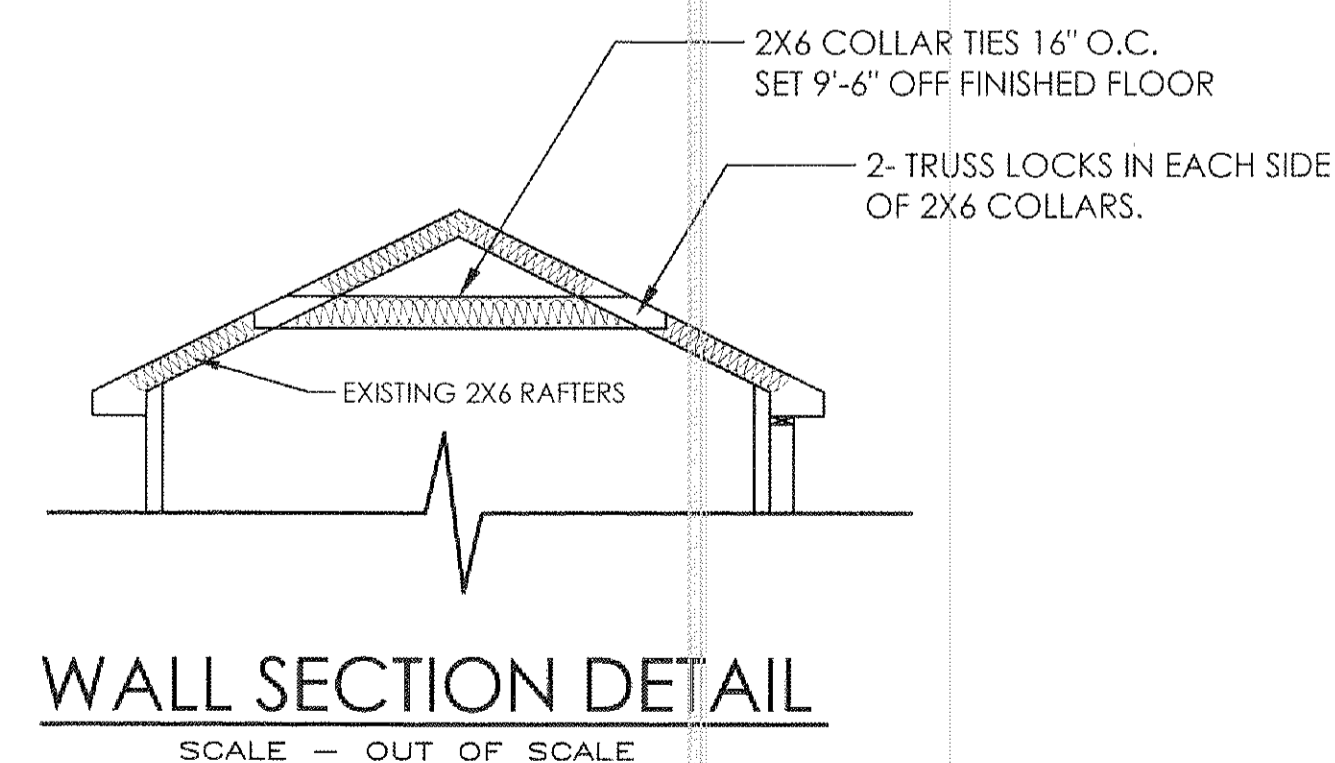 2X6 COLLAR TIES 16" O.C.
SET 9'-6" OFF FINISHED FLOOR
2- TRUSS LOCKS IN EACH SIDE
OF 2X6 COLLARS.
EXISTING 2X6 RAFTERS
WALL SECTION DETAIL
SCALE – OUT OF SCALE